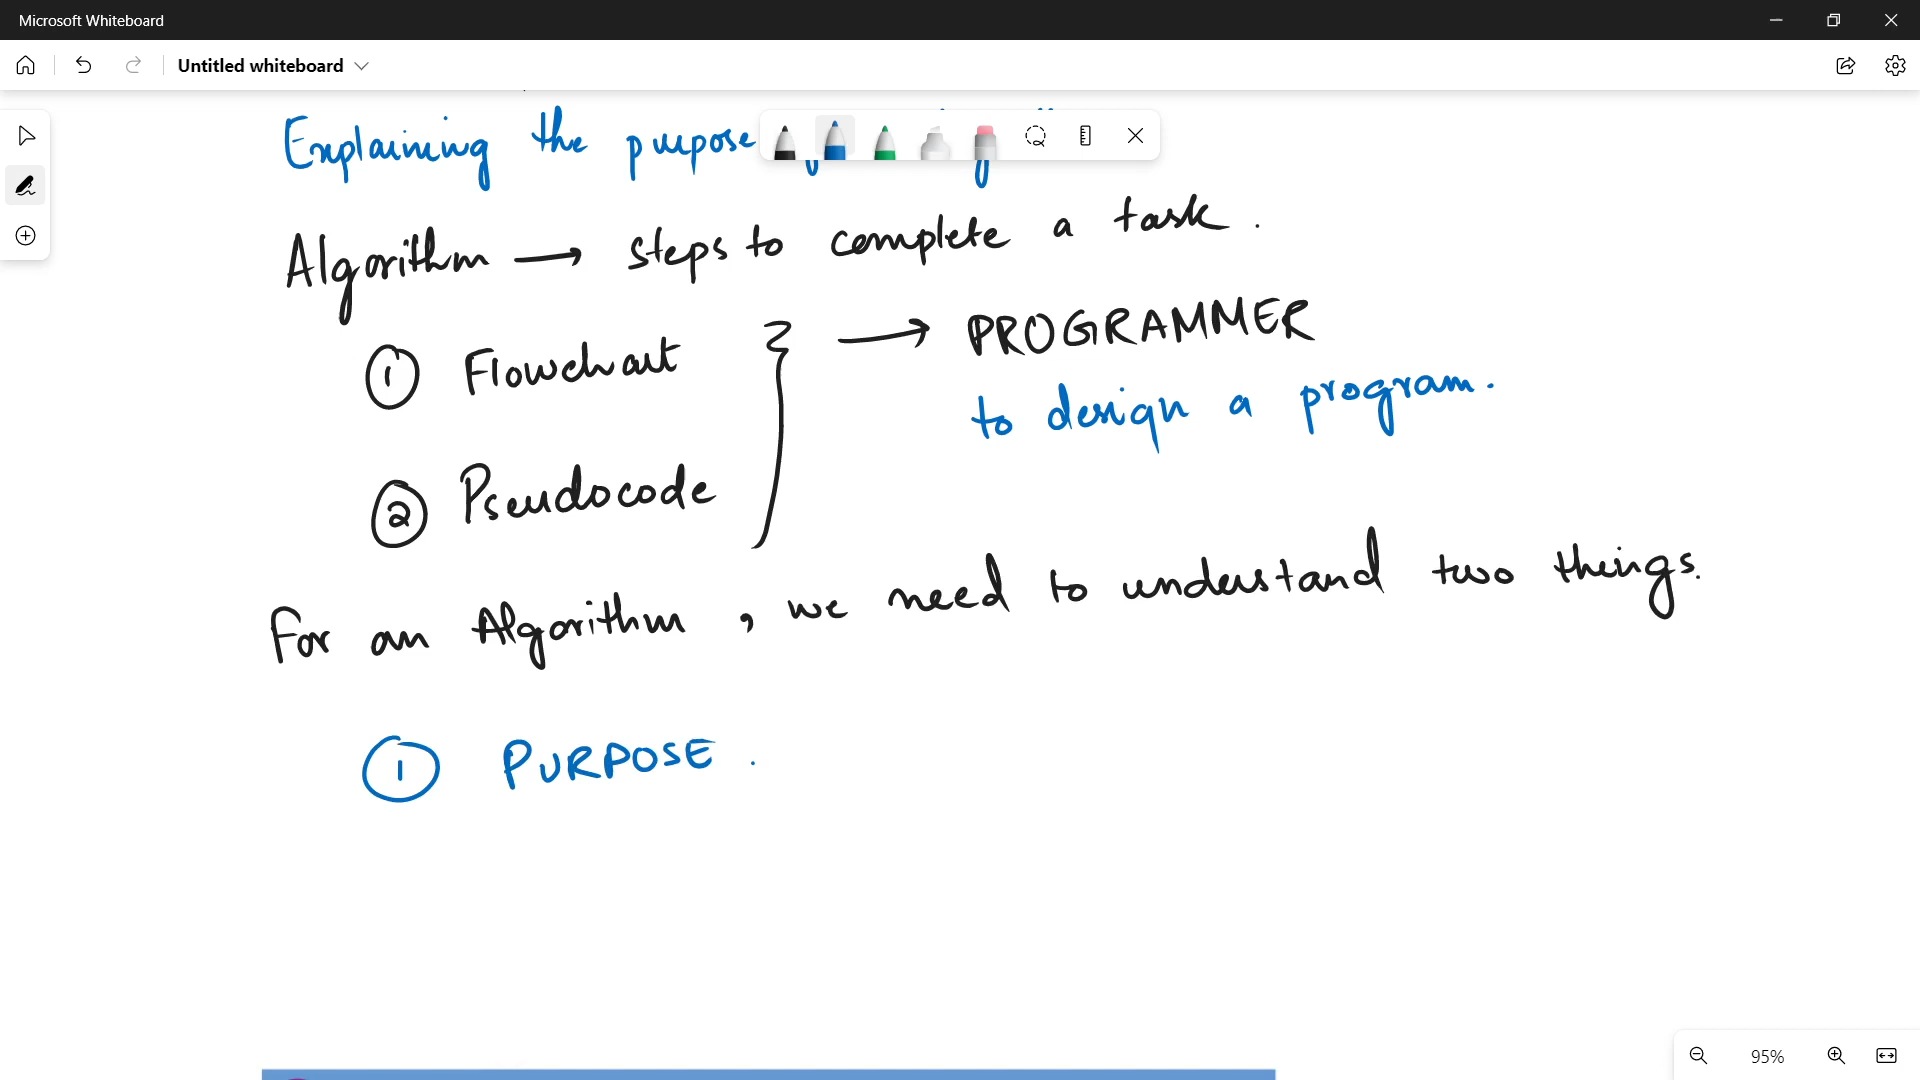 Microsoft Whiteboard
Untitled whiteboard
Explaining the purpose
Algorithm → steps to complete a task.
① Flowchart } → PROGRAMMER
to design a program.
② Pseudocode
For an Algorithm, we need to understand two things.
① PURPOSE.
95%